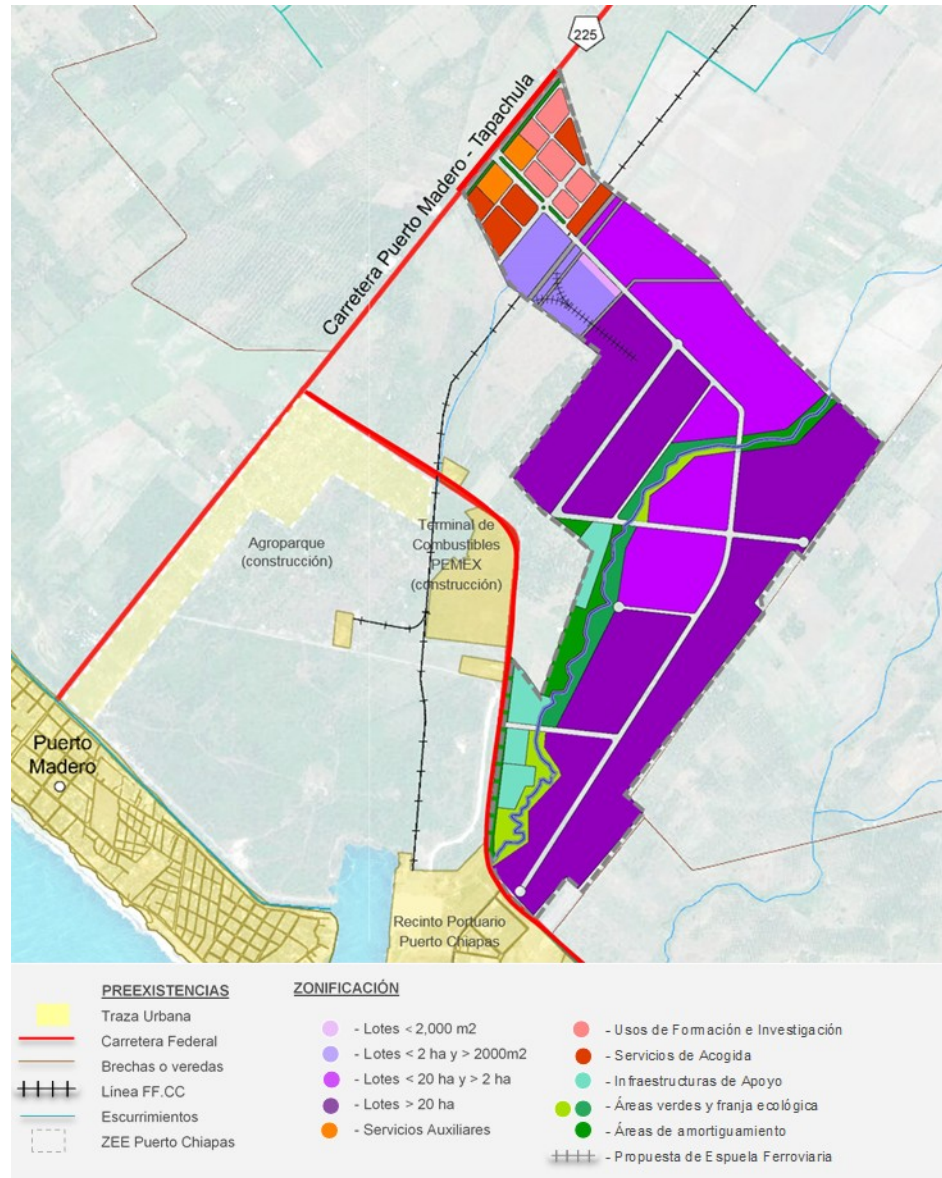 225
Carretera Puerto Madero - Tapachula
Agroparque
(construcción)
Terminal de
Combustibles
PEMEX
(construcción)
Puerto
Madero
Recinto Portuario
Puerto Chiapas
PREEXISTENCIAS
Traza Urbana
Carretera Federal
Brechas o veredas
Línea FF.CC
Escurrimientos
ZEE Puerto Chiapas
ZONIFICACIÓN
- Lotes < 2,000 m2
- Lotes < 2 ha y > 2000m2
- Lotes < 20 ha y > 2 ha
- Lotes > 20 ha
- Servicios Auxiliares
- Usos de Formación e Investigación
- Servicios de Acogida
- Infraestructuras de Apoyo
- Áreas verdes y franja ecológica
- Áreas de amortiguamiento
- Propuesta de Espuela Ferroviaria